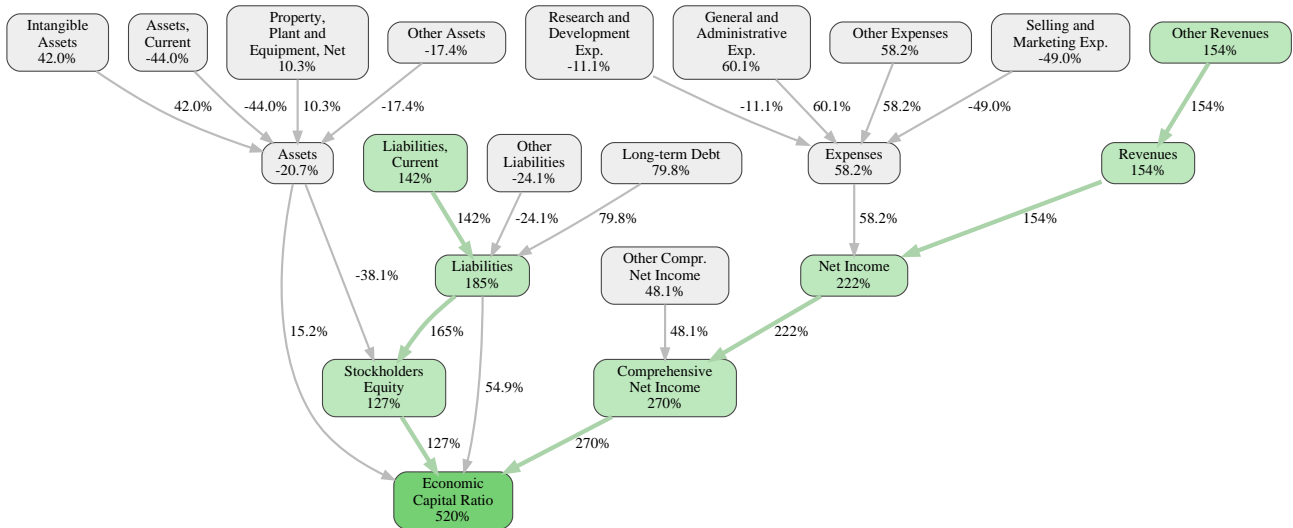 Intangible
Assets
42.0%
Assets,
Current
-44.0%
Property,
Plant and
Equipment, Net
10.3%
Other Assets
-17.4%
Research and
Development
Exp.
-11.1%
General and
Administrative
Exp.
60.1%
Other Expenses
58.2%
Selling and
Marketing Exp.
-49.0%
Other Revenues
154%
42.0%
-44.0%
10.3%
-17.4%
-11.1%
60.1%
58.2%
-49.0%
154%
Assets
-20.7%
Liabilities,
Current
142%
Other
Liabilities
-24.1%
Long-term Debt
79.8%
Expenses
58.2%
Revenues
154%
142%
-24.1%
79.8%
58.2%
154%
Liabilities
185%
Other Compr.
Net Income
48.1%
Net Income
222%
-38.1%
15.2%
165%
54.9%
48.1%
222%
Stockholders
Equity
127%
Comprehensive
Net Income
270%
127%
270%
Economic
Capital Ratio
520%